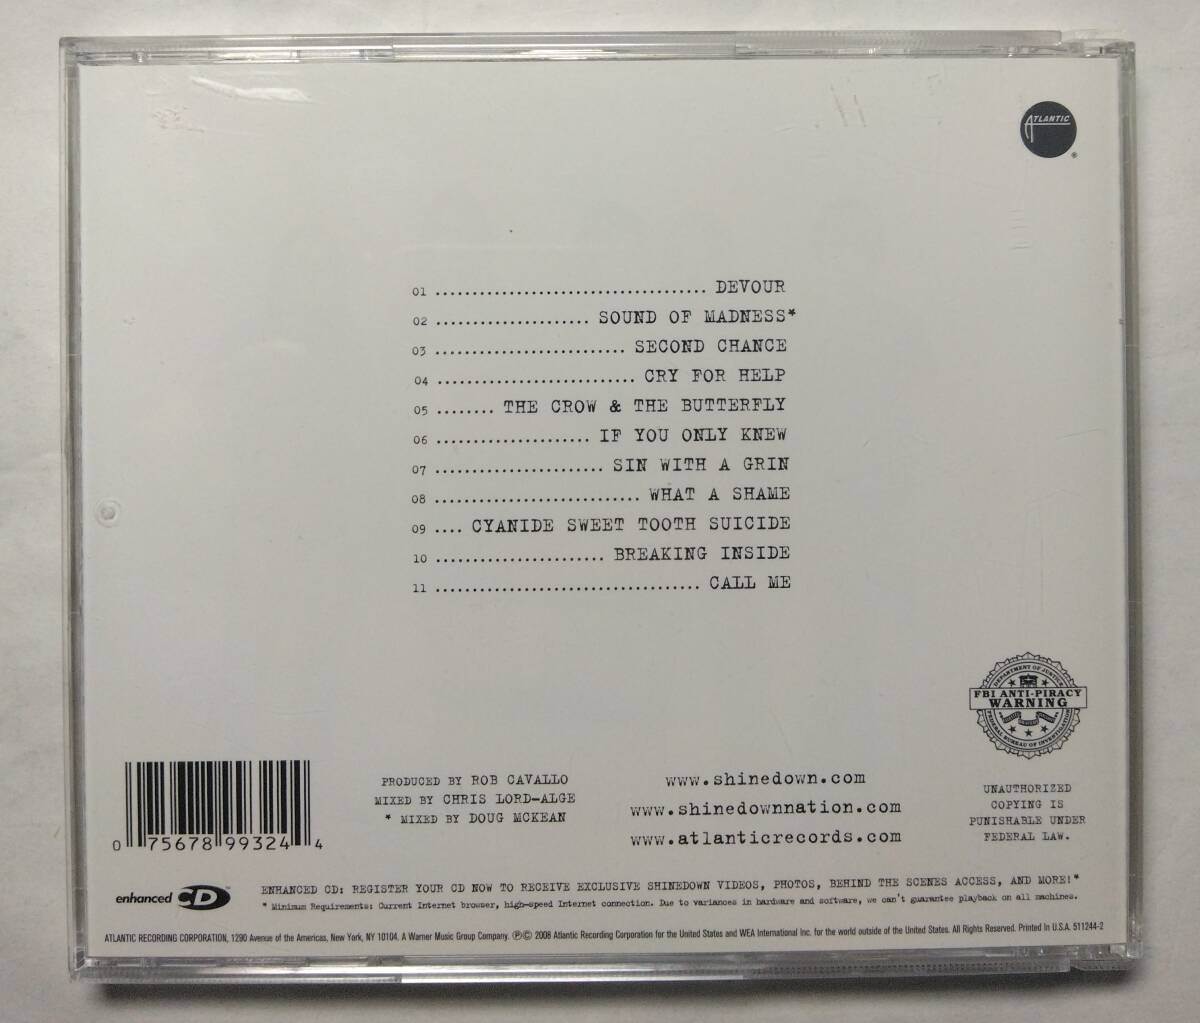 ATLANTIC
®
01 ..................................... DEVOUR
02 ..................... SOUND OF MADNESS*
03 .......................... SECOND CHANCE
04 ........................... CRY FOR HELP
05 ........ THE CROW & THE BUTTERFLY
06 ..................... IF YOU ONLY KNEW
07 ....................... SIN WITH A GRIN
08 ............................ WHAT A SHAME
09 .... CYANIDE SWEET TOOTH SUICIDE
10 ....................... BREAKING INSIDE
11 .................................... CALL ME
DEPARTMENT OF JUSTICE
FBI ANTI-PIRACY
WARNING
FEDERAL BUREAU OF INVESTIGATION
UNAUTHORIZED
COPYING IS
PUNISHABLE UNDER
FEDERAL LAW.
0 75678 99324 4
PRODUCED BY ROB CAVALLO
MIXED BY CHRIS LORD-ALGE
* MIXED BY DOUG MCKEAN
www.shinedown.com
www.shinedownnation.com
www.atlanticrecords.com
enhanced CD™
ENHANCED CD: REGISTER YOUR CD NOW TO RECEIVE EXCLUSIVE SHINEDOWN VIDEOS, PHOTOS, BEHIND THE SCENES ACCESS, AND MORE!*
* Minimum Requirements: Current Internet browser, high-speed Internet connection. Due to variances in hardware and software, we can't guarantee playback on all machines.
ATLANTIC RECORDING CORPORATION, 1290 Avenue of the Americas, New York, NY 10104. A Warner Music Group Company. ℗© 2008 Atlantic Recording Corporation for the United States and WEA International Inc. for the world outside of the United States. All Rights Reserved. Printed In U.S.A. 511244-2